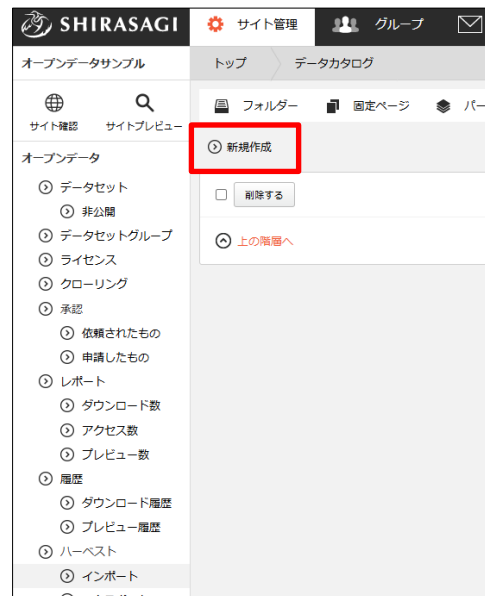 SHIRASAGI
サイト管理
グループ
オープンデータサンプル
トップ
データカタログ
サイト確認
サイトプレビュー
フォルダー
固定ページ
パー
新規作成
オープンデータ
データセット
非公開
データセットグループ
ライセンス
クローリング
承認
依頼されたもの
申請したもの
レポート
ダウンロード数
アクセス数
プレビュー数
履歴
ダウンロード履歴
プレビュー履歴
ハーベスト
インポート
削除する
上の階層へ